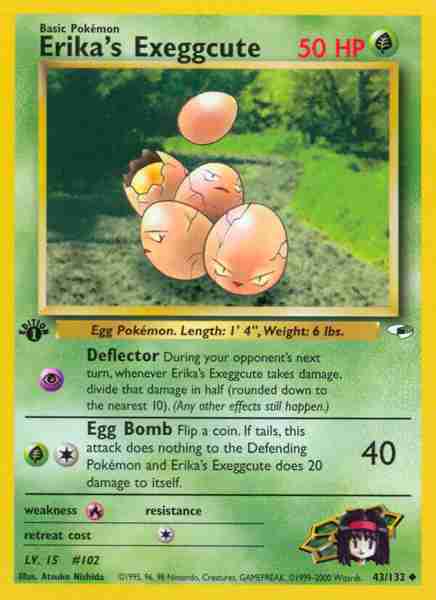 Basic Pokémon
Erika's Exeggcute 50 HP
EDITION 1
Egg Pokémon. Length: 1' 4", Weight: 6 lbs.
Deflector During your opponent's next
turn, whenever Erika's Exeggcute takes damage,
divide that damage in half (rounded down to
the nearest 10). (Any other effects still happen.)
Egg Bomb Flip a coin. If tails, this
attack does nothing to the Defending
Pokémon and Erika's Exeggcute does 20
damage to itself.
40
weakness resistance
retreat cost
LV. 15 #102
Illus. Atsuko Nishida ©1995, 96, 98 Nintendo, Creatures, GAMEFREAK. ©1999-2000 Wizards. 43/132